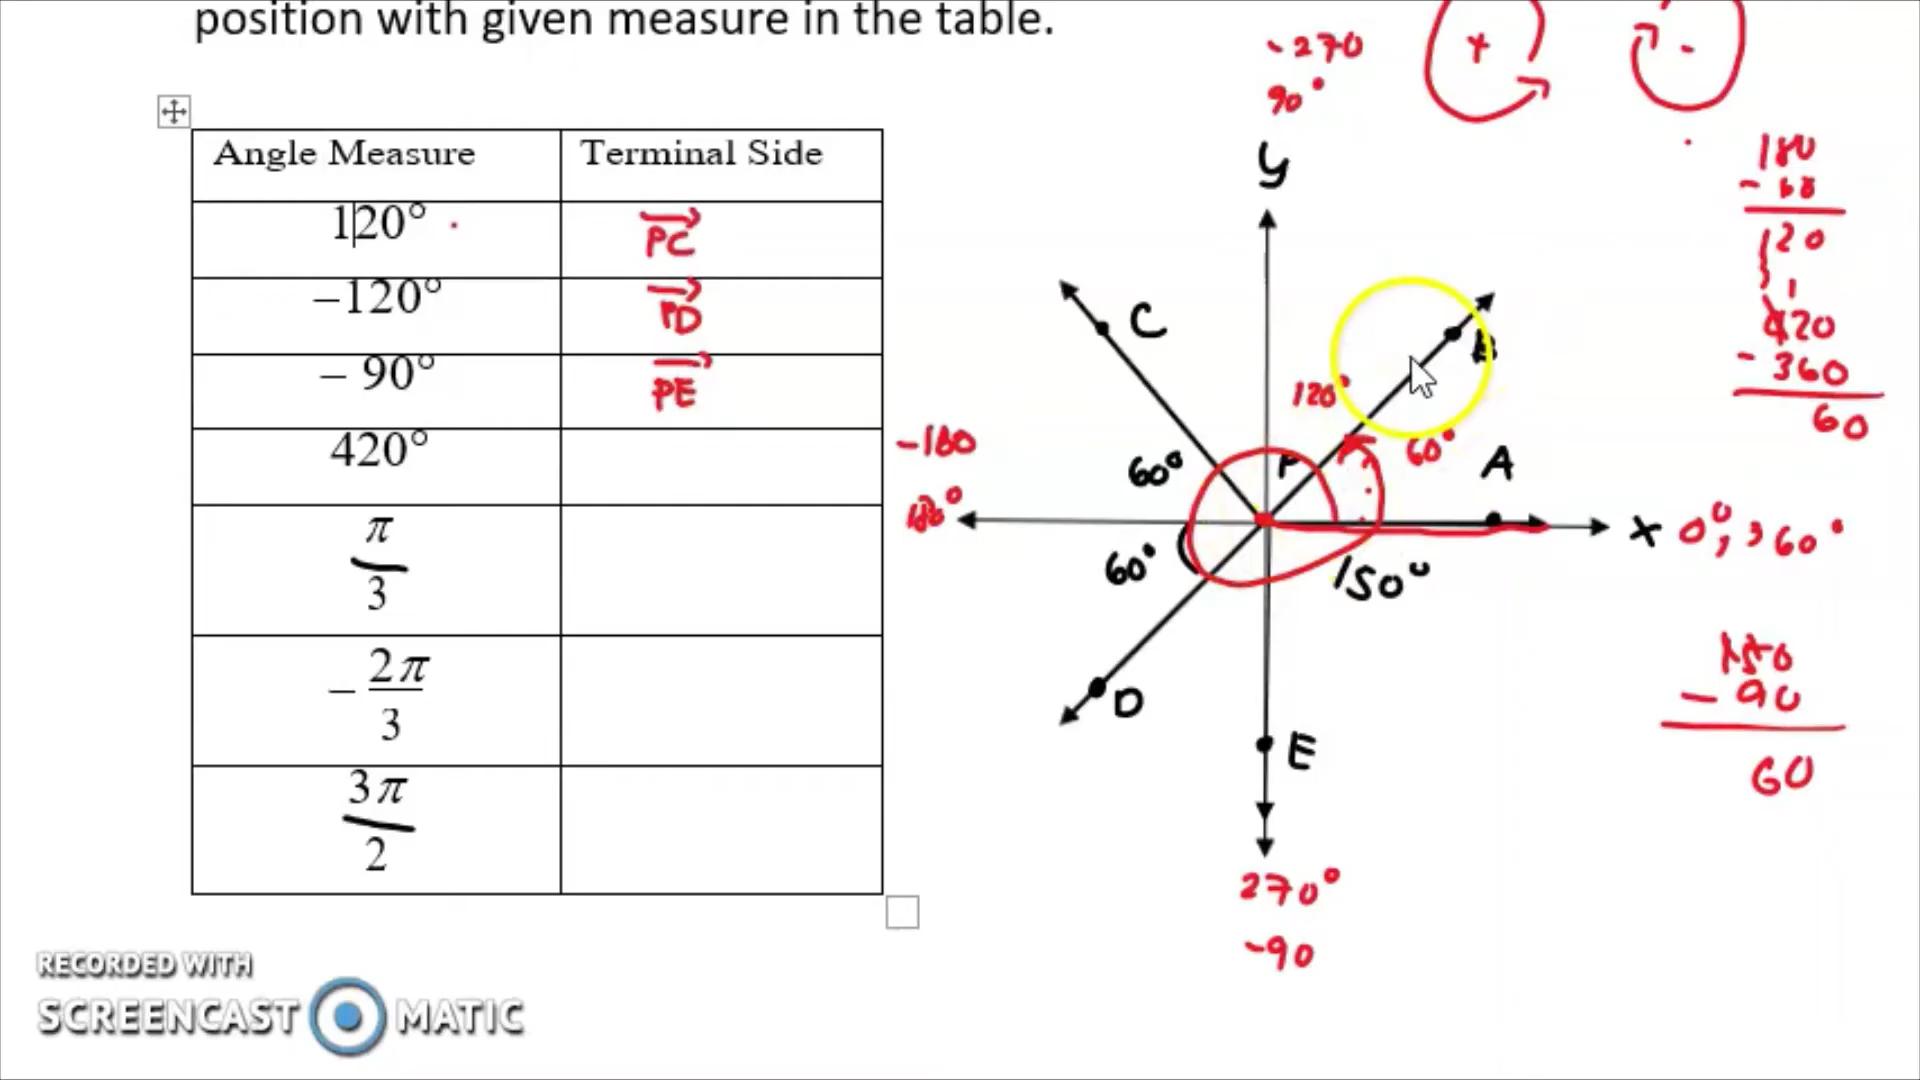 position with given measure in the table.
Angle Measure Terminal Side
120° PC
−120° PD
− 90° PE
420°
π
3
− 2π
3
3π
2
-270
90°
+
-
y
C
120°
60°
P
A
-180
60°
180°
x 0°, 360°
60°
150°
D
E
270°
-90
180
- 60
120
420
- 360
60
150
- 90
60
RECORDED WITH
SCREENCAST MATIC